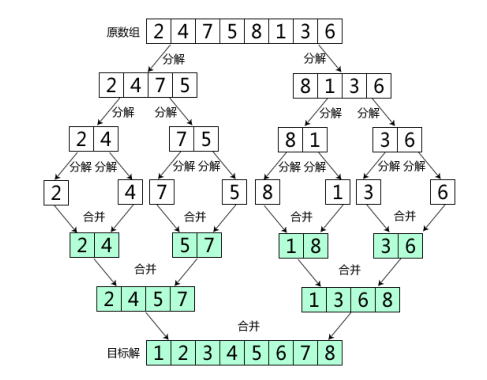 原数组 2 4 7 5 8 1 3 6
分解 分解
2 4 7 5 8 1 3 6
分解 分解 分解 分解
2 4 7 5 8 1 3 6
分解 分解 分解 分解 分解 分解 分解 分解
2 4 7 5 8 1 3 6
合并 合并 合并 合并
2 4 5 7 1 8 3 6
合并 合并
2 4 5 7 1 3 6 8
合并
目标解 1 2 3 4 5 6 7 8